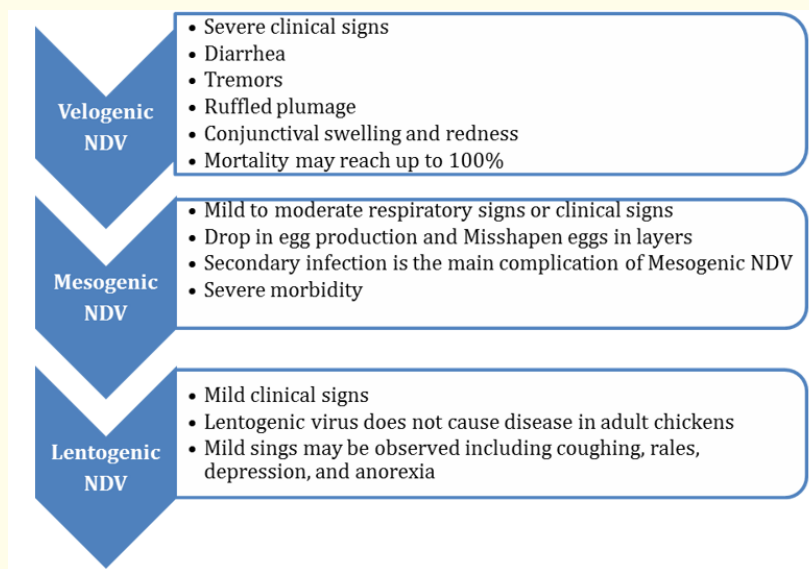 Velogenic
NDV
• Severe clinical signs
• Diarrhea
• Tremors
• Ruffled plumage
• Conjunctival swelling and redness
• Mortality may reach up to 100%
Mesogenic
NDV
• Mild to moderate respiratory signs or clinical signs
• Drop in egg production and Misshapen eggs in layers
• Secondary infection is the main complication of Mesogenic NDV
• Severe morbidity
Lentogenic
NDV
• Mild clinical signs
• Lentogenic virus does not cause disease in adult chickens
• Mild sings may be observed including coughing, rales,
depression, and anorexia